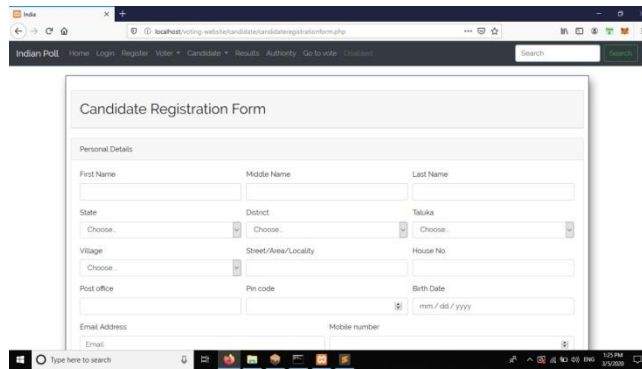 India
localhost/voting-website/candidate/candidateregistrationform.php
Indian Poll Home Login Register Voter Candidate Results Authority Go to vote Disabled Search Search
Candidate Registration Form
Personal Details
First Name Middle Name Last Name
State District Taluka
Choose... Choose... Choose...
Village Street/Area/Locality House No.
Choose...
Post office Pin code Birth Date
mm / dd / yyyy
Email Address Mobile number
Email
Type here to search ENG 1:25 PM
3/5/2020